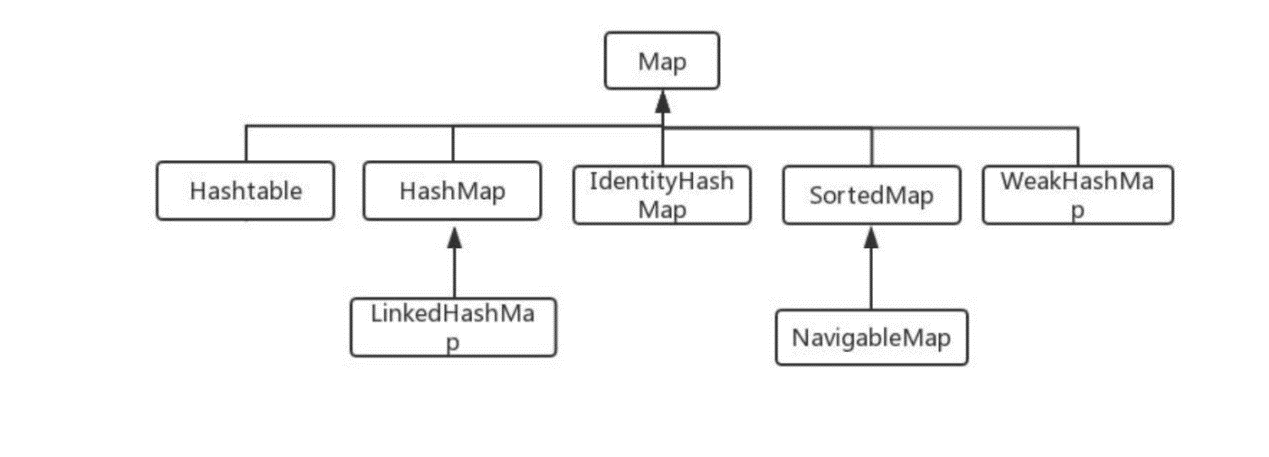 Map
Hashtable
HashMap
IdentityHash
Map
SortedMap
WeakHashMa
p
LinkedHashMa
p
NavigableMap